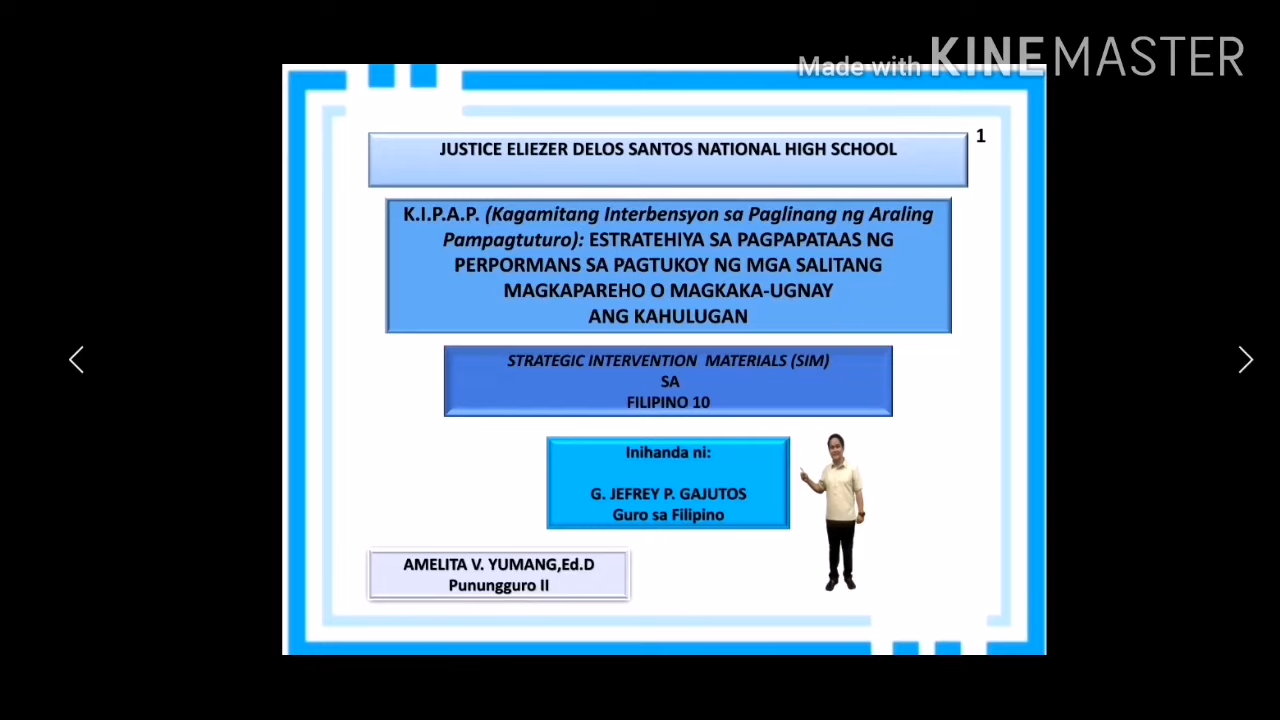 Made with KINEMASTER
1
JUSTICE ELIEZER DELOS SANTOS NATIONAL HIGH SCHOOL
K.I.P.A.P. (Kagamitang Interbensyon sa Paglinang ng Araling
Pampagtuturo): ESTRATEHIYA SA PAGPAPATAAS NG
PERPORMANS SA PAGTUKOY NG MGA SALITANG
MAGKAPAREHO O MAGKAKA-UGNAY
ANG KAHULUGAN
STRATEGIC INTERVENTION MATERIALS (SIM)
SA
FILIPINO 10
Inihanda ni:
G. JEFREY P. GAJUTOS
Guro sa Filipino
AMELITA V. YUMANG,Ed.D
Punungguro II